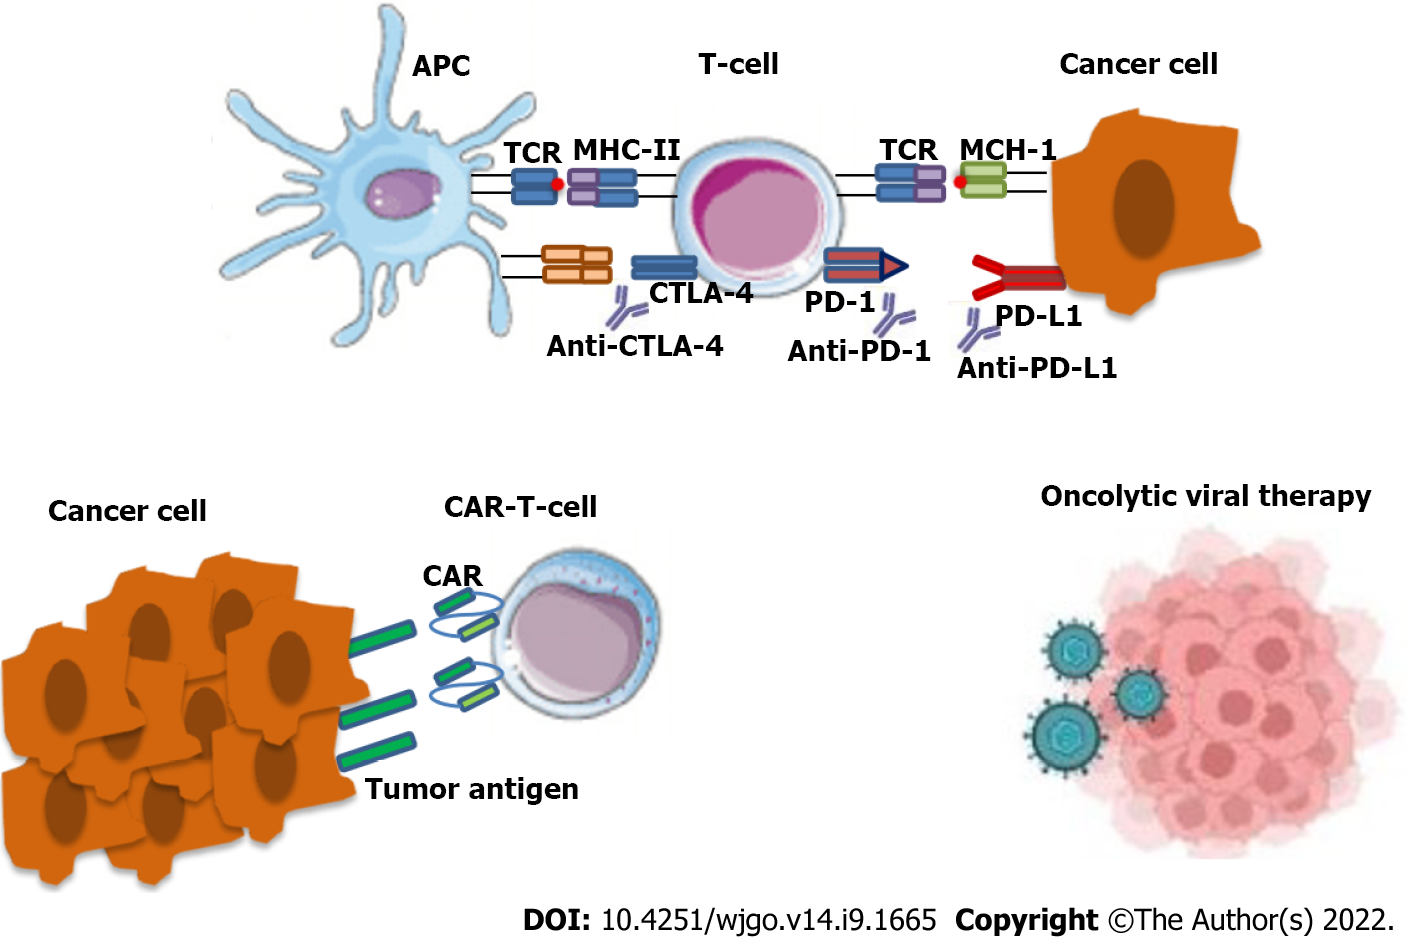 APC
T-cell
Cancer cell
TCR
MHC-II
TCR
MCH-1
CTLA-4
PD-1
PD-L1
Anti-CTLA-4
Anti-PD-1
Anti-PD-L1
Cancer cell
CAR-T-cell
Oncolytic viral therapy
CAR
Tumor antigen
DOI: 10.4251/wjgo.v14.i9.1665 Copyright ©The Author(s) 2022.